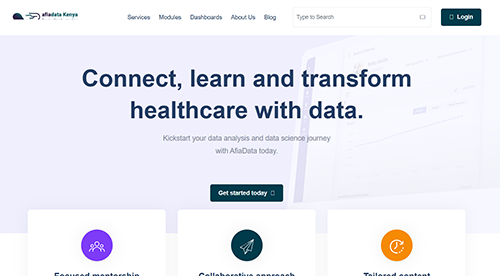 afiadata Kenya
Services Modules Dashboards About Us Blog
Type to Search
Login
Connect, learn and transform
healthcare with data.
Kickstart your data analysis and data science journey
with AfiaData today.
Get started today
Focused mentorship Collaborative approach Tailored content